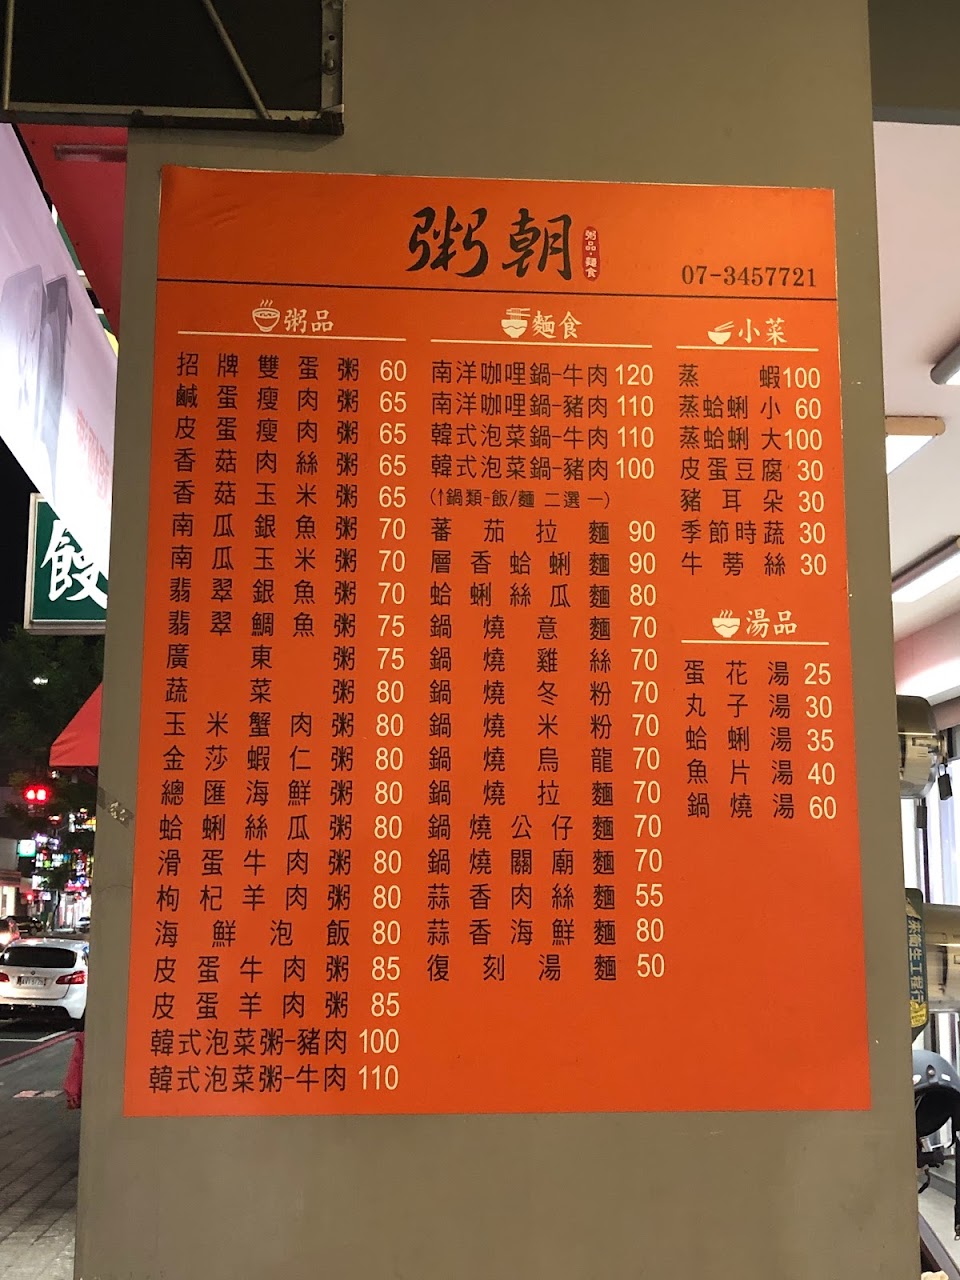 粥朝
粥品·麵食
07-3457721
粥品
招牌雙蛋粥 60
鹹蛋瘦肉粥 65
皮蛋瘦肉粥 65
香菇肉絲粥 65
香菇玉米粥 65
南瓜銀魚粥 70
南瓜玉米粥 70
翡翠銀魚粥 70
翡翠鯛魚粥 75
廣東粥 75
蔬菜粥 80
玉米蟹肉粥 80
金莎蝦仁粥 80
總匯海鮮粥 80
蛤蜊絲瓜粥 80
滑蛋牛肉粥 80
枸杞羊肉粥 80
海鮮泡飯 80
皮蛋牛肉粥 85
皮蛋羊肉粥 85
韓式泡菜粥-豬肉 100
韓式泡菜粥-牛肉 110
麵食
南洋咖哩鍋-牛肉 120
南洋咖哩鍋-豬肉 110
韓式泡菜鍋-牛肉 110
韓式泡菜鍋-豬肉 100
(↑鍋類-飯/麵 二選一)
蕃茄拉麵 90
層香蛤蜊麵 90
蛤蜊絲瓜麵 80
鍋燒意麵 70
鍋燒雞絲 70
鍋燒冬粉 70
鍋燒米粉 70
鍋燒烏龍 70
鍋燒拉麵 70
鍋燒公仔麵 70
鍋燒關廟麵 70
蒜香肉絲麵 55
蒜香海鮮麵 80
復刻湯麵 50
小菜
蒸蝦 100
蒸蛤蜊小 60
蒸蛤蜊大 100
皮蛋豆腐 30
豬耳朵 30
季節時蔬 30
牛蒡絲 30
湯品
蛋花湯 25
丸子湯 30
蛤蜊湯 35
魚片湯 40
鍋燒湯 60
餿